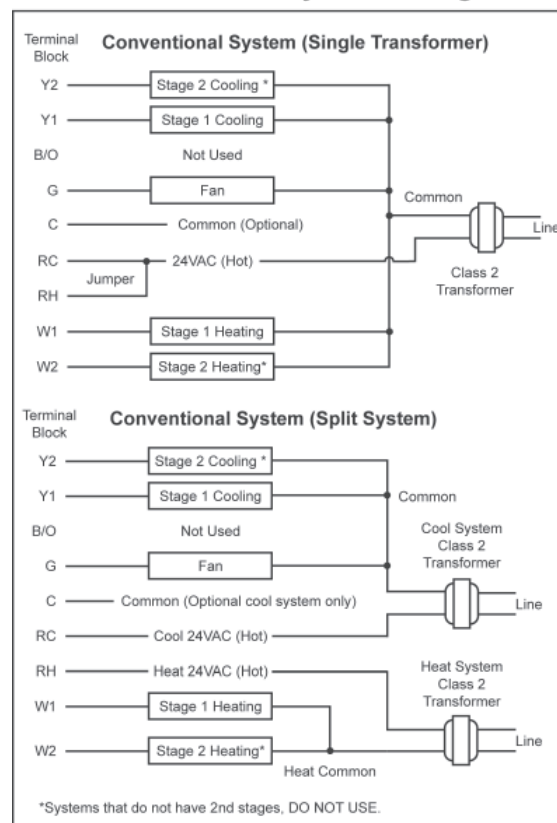 Terminal Block
Conventional System (Single Transformer)
Y2 Stage 2 Cooling *
Y1 Stage 1 Cooling
B/O Not Used
G Fan
Common
C Common (Optional)
Line
RC 24VAC (Hot)
Jumper
Class 2
Transformer
RH
W1 Stage 1 Heating
W2 Stage 2 Heating*
Terminal Block
Conventional System (Split System)
Y2 Stage 2 Cooling *
Y1 Stage 1 Cooling
Common
B/O Not Used
Cool System
Class 2
Transformer
G Fan
C Common (Optional cool system only)
Line
RC Cool 24VAC (Hot)
RH Heat 24VAC (Hot)
Heat System
Class 2
Transformer
W1 Stage 1 Heating
Line
W2 Stage 2 Heating*
Heat Common
*Systems that do not have 2nd stages, DO NOT USE.